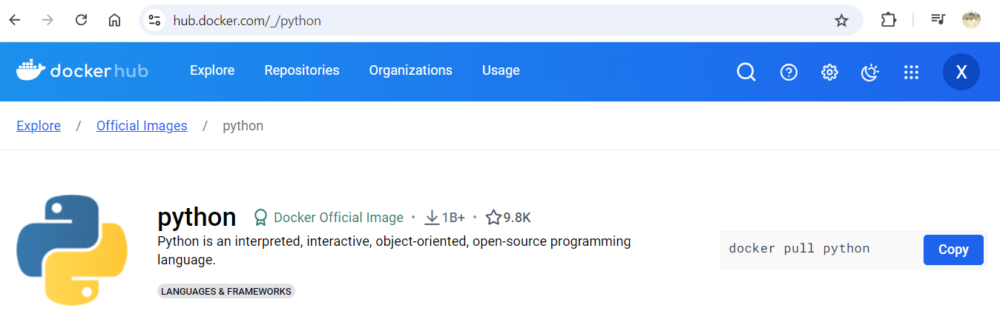 hub.docker.com/_/python
docker hub Explore Repositories Organizations Usage X
Explore / Official Images / python
python Docker Official Image • 1B+ • 9.8K
Python is an interpreted, interactive, object-oriented, open-source programming
language.
docker pull python Copy
LANGUAGES & FRAMEWORKS